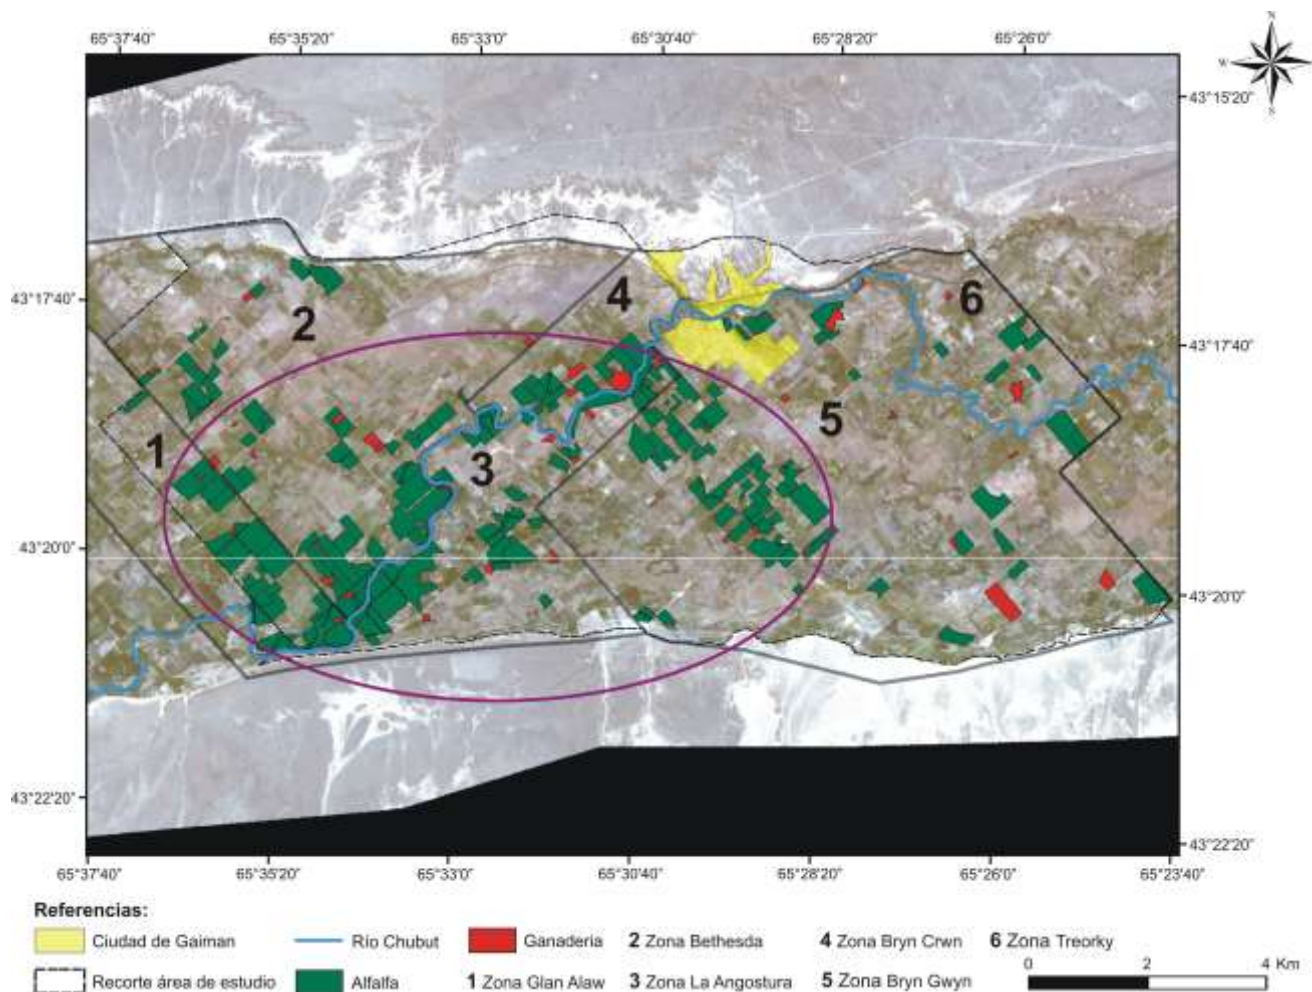 65°37'40" 65°35'20" 65°33'0" 65°30'40" 65°28'20" 65°26'0"
N
W
S
43°15'20"
43°17'40"
43°17'40"
43°20'0"
43°20'0"
43°22'20"
43°22'20"
2
4
6
1
3
5
65°37'40" 65°35'20" 65°33'0" 65°30'40" 65°28'20" 65°26'0" 65°23'40"
Referencias:
Ciudad de Gaiman Río Chubut Ganadería 2 Zona Bethesda 4 Zona Bryn Crwn 6 Zona Treorky
Recorte área de estudio Alfalfa 1 Zona Glan Alaw 3 Zona La Angostura 5 Zona Bryn Gwyn
0 2 4 Km